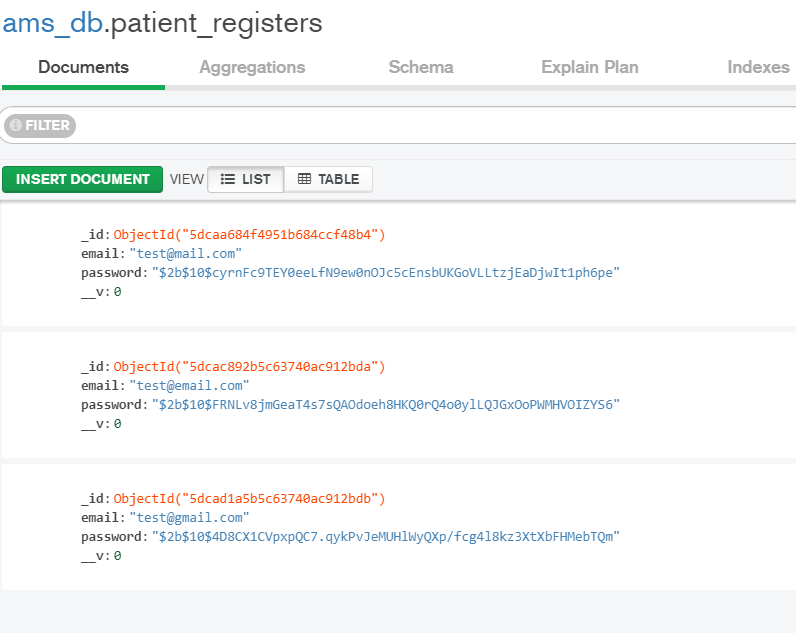 ams_db.patient_registers
Documents Aggregations Schema Explain Plan Indexes
FILTER
INSERT DOCUMENT VIEW LIST TABLE
_id: ObjectId("5dcaa684f4951b684ccf48b4")
email: "test@mail.com"
password: "$2b$10$cyrnFc9TEY0eeLfN9ew0nOJc5cEnsbUKGoVLLtzjEaDjwIt1ph6pe"
__v: 0
_id: ObjectId("5dcac892b5c63740ac912bda")
email: "test@email.com"
password: "$2b$10$FRNLv8jmGeaT4s7sQAOdoeh8HKQ0rQ4o0ylLQJGxOoPWMHVOIZYS6"
__v: 0
_id: ObjectId("5dcad1a5b5c63740ac912bdb")
email: "test@gmail.com"
password: "$2b$10$4D8CX1CVpxpQC7.qykPvJeMUHlWyQXp/fcg4l8kz3XtXbFHMebTQm"
__v: 0